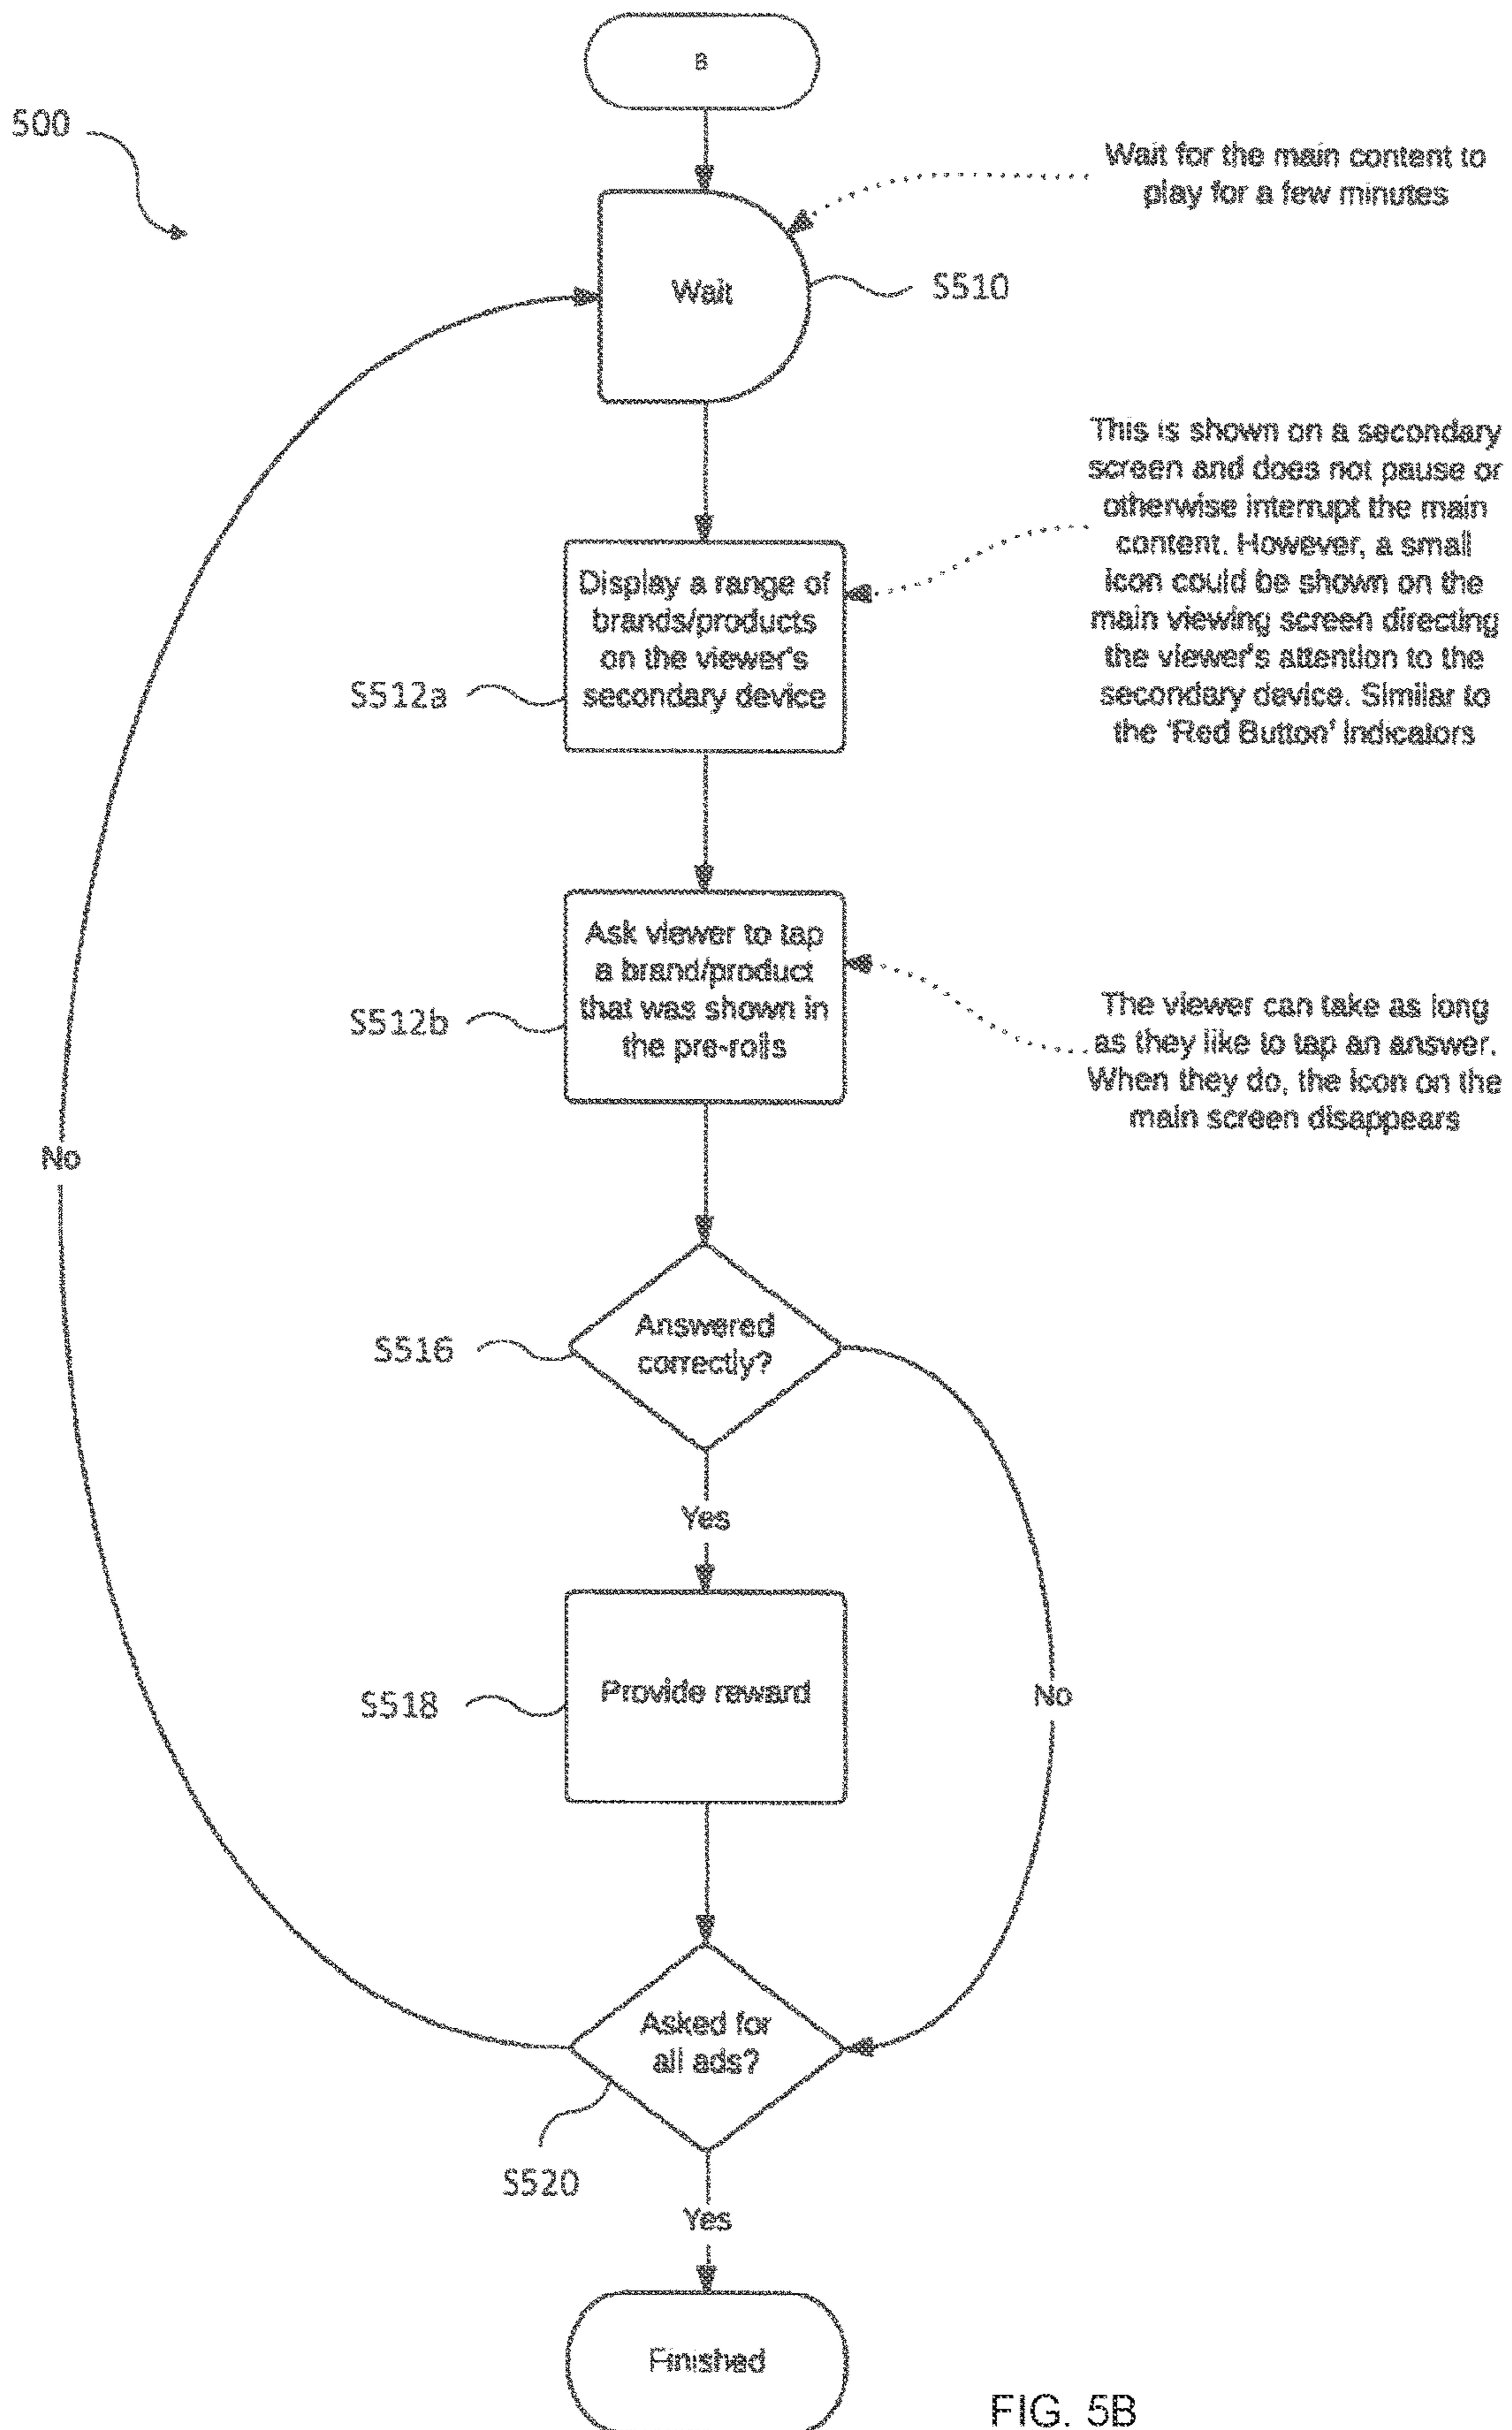 B
500
Wait for the main content to
play for a few minutes
Wait
S510
This is shown on a secondary
screen and does not pause or
otherwise interrupt the main
content. However, a small
icon could be shown on the
main viewing screen directing
the viewer's attention to the
secondary device. Similar to
the 'Red Button' indicators
Display a range of
brands/products
on the viewer's
secondary device
S512a
Ask viewer to tap
a brand/product
that was shown in
the pre-rolls
S512b
The viewer can take as long
as they like to tap an answer.
When they do, the icon on the
main screen disappears
No
Answered
correctly?
S516
Yes
Provide reward
S518
No
Asked for
all ads?
S520
Yes
Finished
FIG. 5B